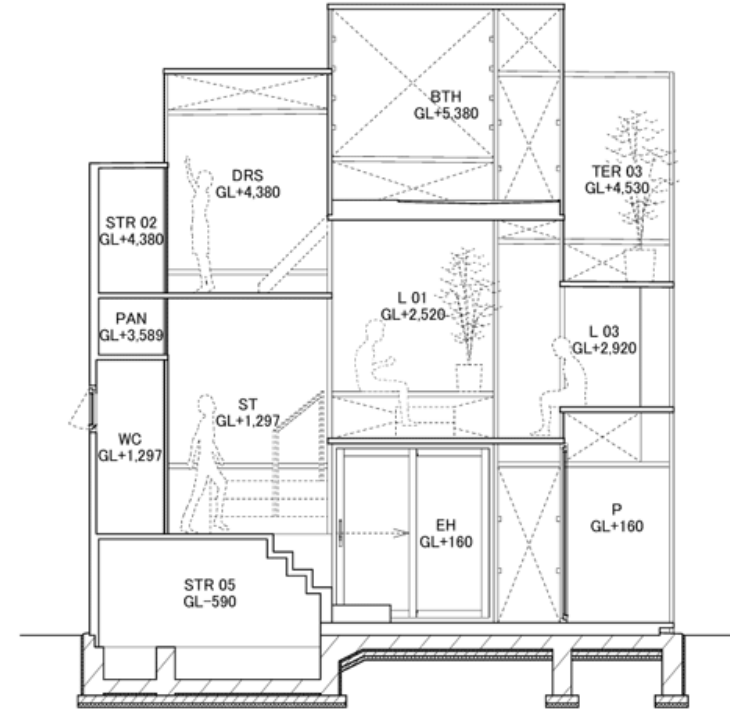 BTH
GL+5,380
DRS
GL+4,380
TER 03
GL+4,530
STR 02
GL+4,380
L 01
GL+2,520
PAN
GL+3,589
L 03
GL+2,920
ST
GL+1,297
WC
GL+1,297
EH
GL+160
P
GL+160
STR 05
GL-590